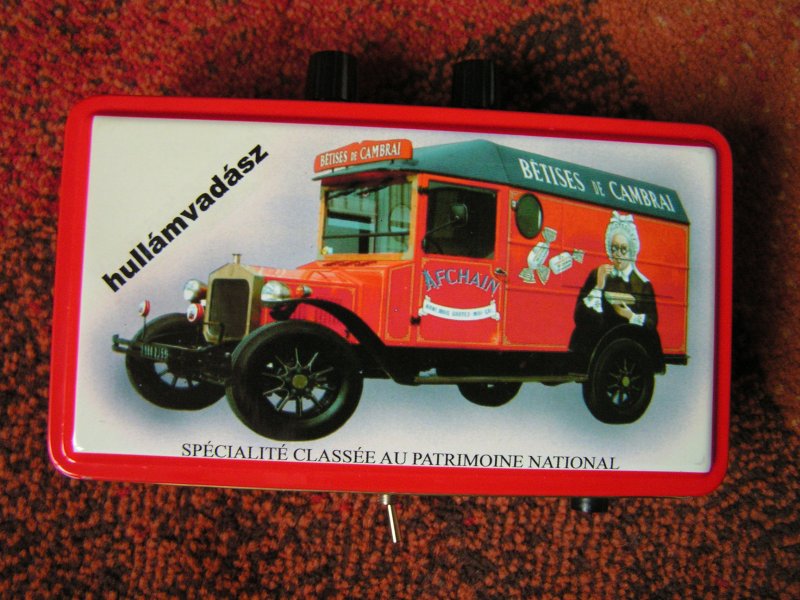 hullámvadász
BÊTISES DE CAMBRAI
BÊTISES DE CAMBRAI
AFCHAIN
SPÉCIALITÉ CLASSÉE AU PATRIMOINE NATIONAL